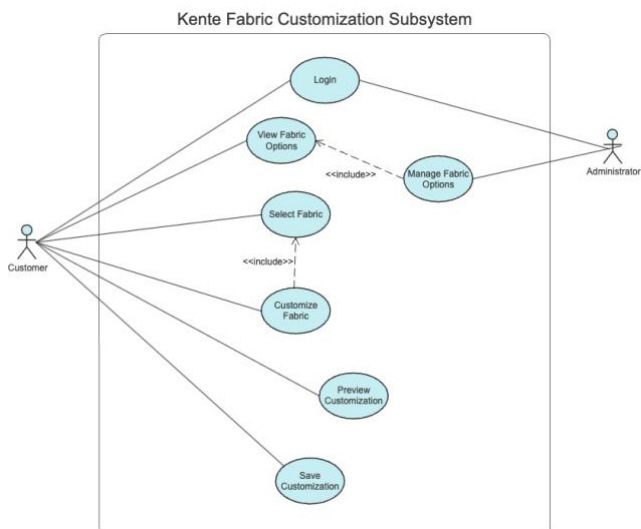 Kente Fabric Customization Subsystem
Login
View Fabric
Options
<<include>>
Manage Fabric
Options
Administrator
Select Fabric
Customer
<<include>>
Customize
Fabric
Preview
Customization
Save
Customization